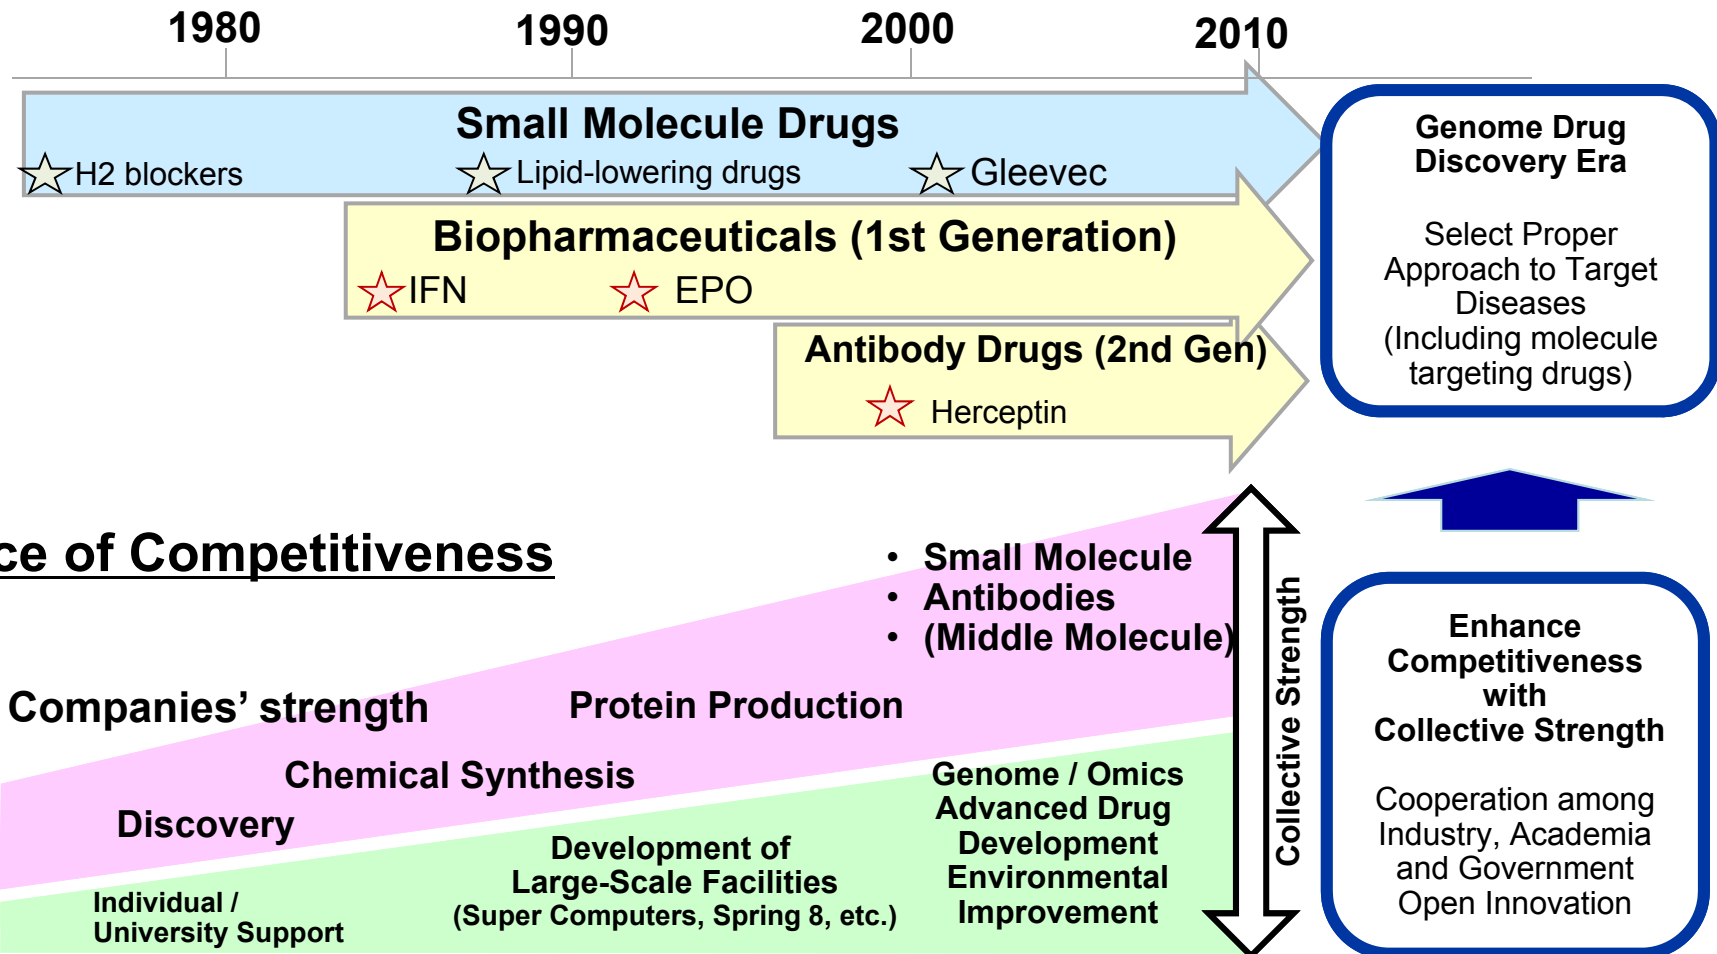 1980 1990 2000 2010
Small Molecule Drugs
H2 blockers
Lipid-lowering drugs
Gleevec
Biopharmaceuticals (1st Generation)
IFN
EPO
Antibody Drugs (2nd Gen)
Herceptin
Genome Drug
Discovery Era
Select Proper
Approach to Target
Diseases
(Including molecule
targeting drugs)
ce of Competitiveness
• Small Molecule
• Antibodies
• (Middle Molecule)
Companies’ strength
Protein Production
Chemical Synthesis
Discovery
Individual /
University Support
Development of
Large-Scale Facilities
(Super Computers, Spring 8, etc.)
Genome / Omics
Advanced Drug
Development
Environmental
Improvement
Collective Strength
Enhance
Competitiveness
with
Collective Strength
Cooperation among
Industry, Academia
and Government
Open Innovation